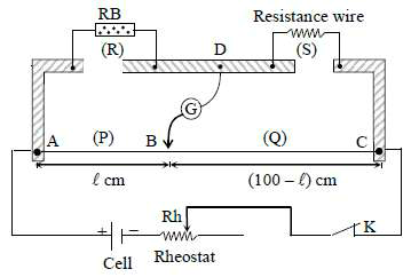 RB
Resistance wire
(R)
D
(S)
G
A
(P)
B
(Q)
C
ℓ cm
(100 – ℓ) cm
Rh
K
+
–
Cell
Rheostat